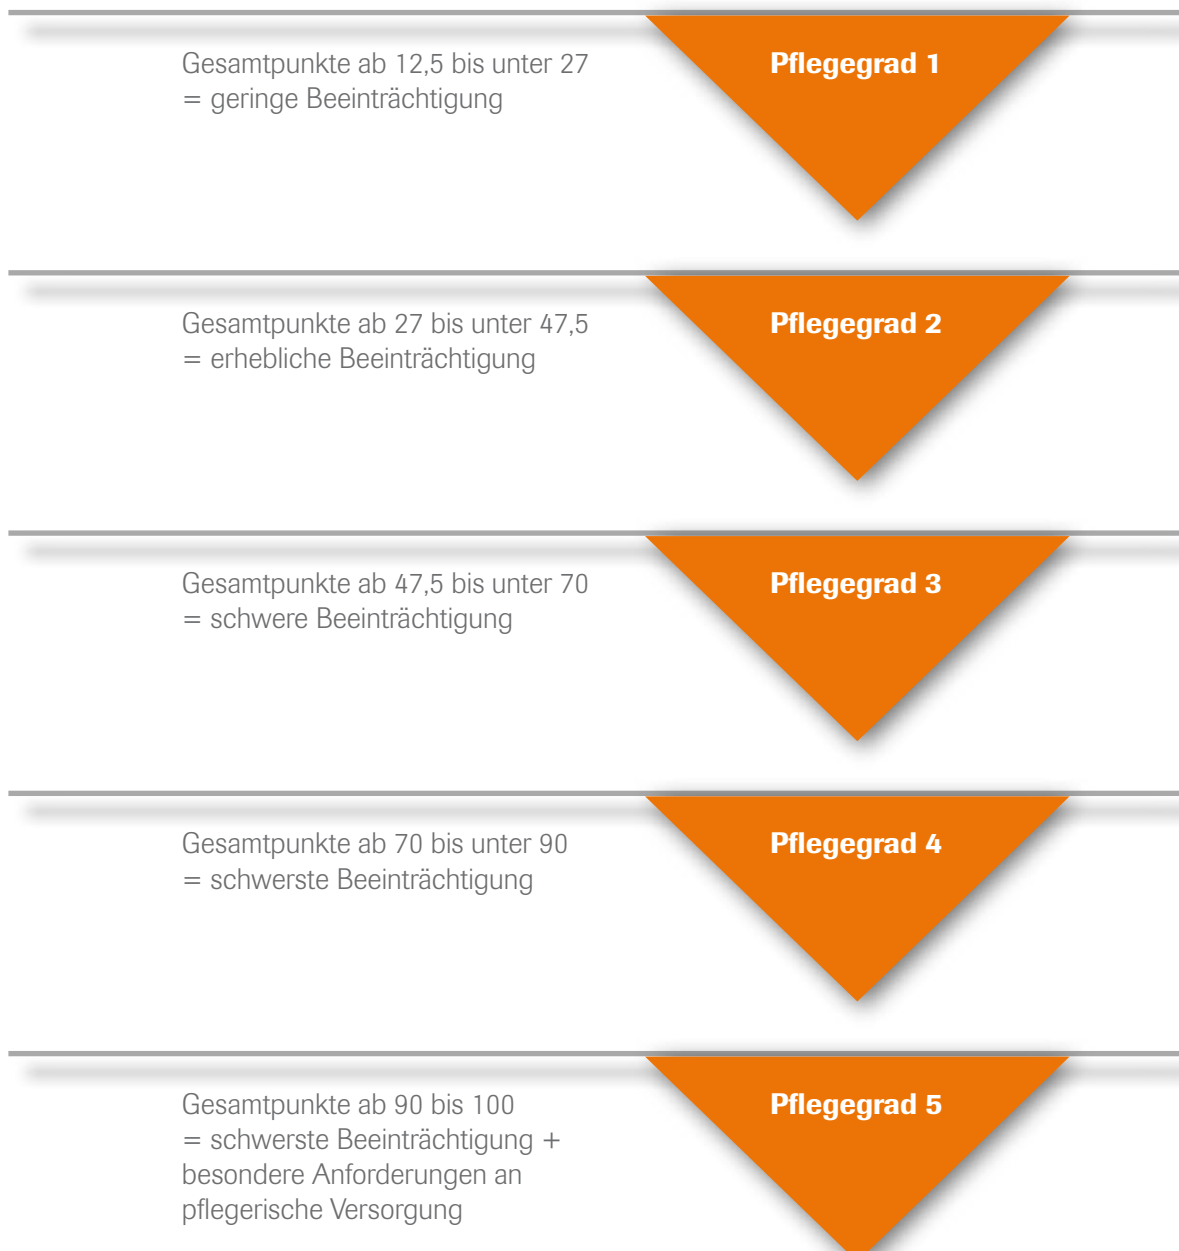 Gesamtpunkte ab 12,5 bis unter 27
= geringe Beeinträchtigung
Pflegegrad 1
Gesamtpunkte ab 27 bis unter 47,5
= erhebliche Beeinträchtigung
Pflegegrad 2
Gesamtpunkte ab 47,5 bis unter 70
= schwere Beeinträchtigung
Pflegegrad 3
Gesamtpunkte ab 70 bis unter 90
= schwerste Beeinträchtigung
Pflegegrad 4
Gesamtpunkte ab 90 bis 100
= schwerste Beeinträchtigung +
besondere Anforderungen an
pflegerische Versorgung
Pflegegrad 5